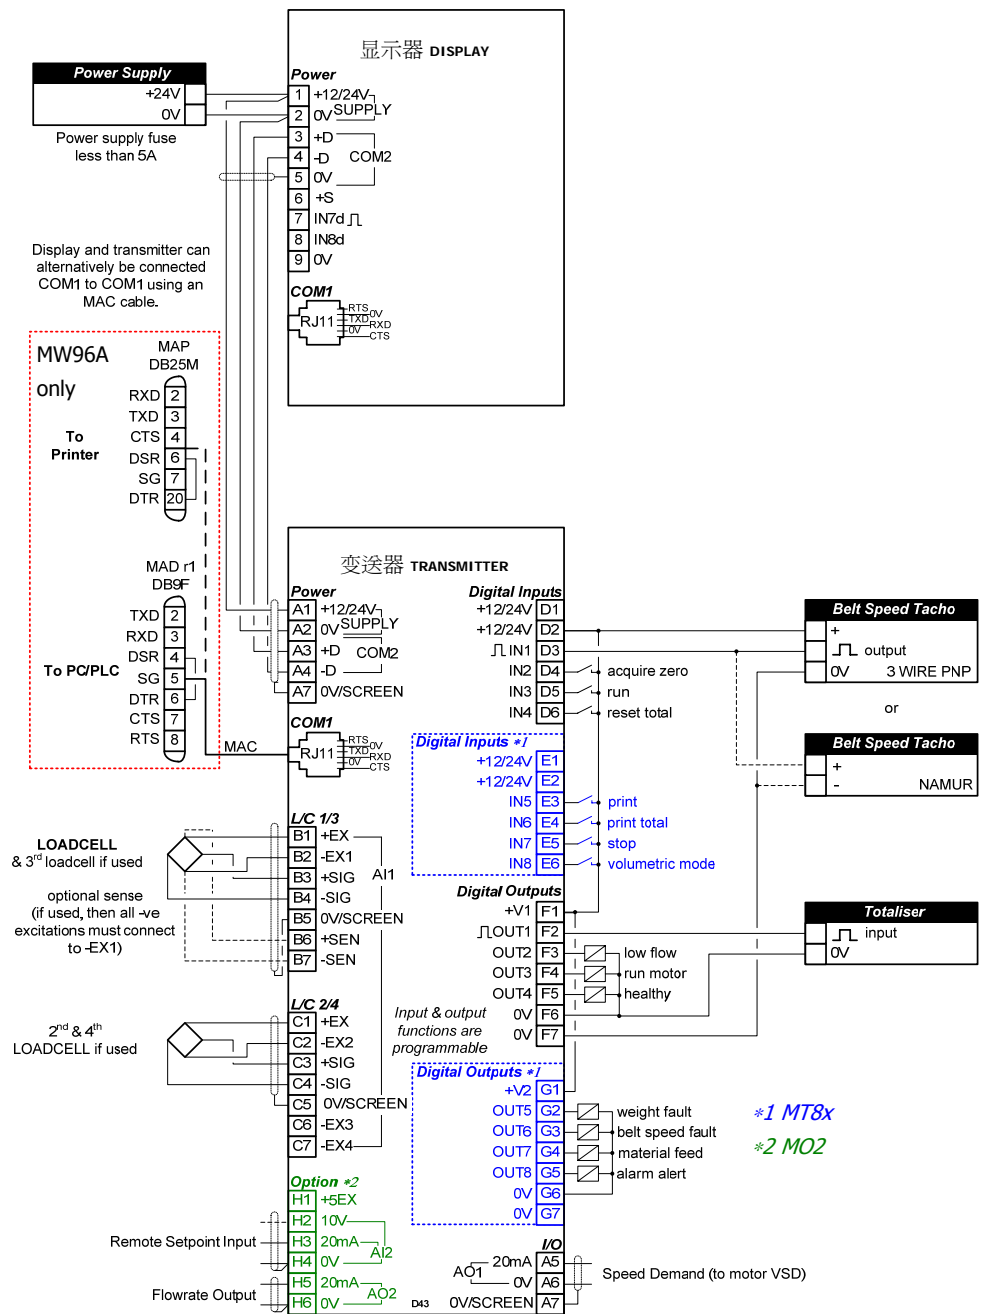 显示器 DISPLAY
Power Supply
+24V
0V
Power supply fuse
less than 5A
Power
1 +12/24V
2 0V SUPPLY
3 +D
4 -D COM2
5 0V
6 +S
7 IN7d
8 IN8d
9 0V
COM1
RJ11
RTS
0V
TXD
RXD
0V
CTS
Display and transmitter can
alternatively be connected
COM1 to COM1 using an
MAC cable.
MW96A
only
MAP
DB25M
RXD 2
TXD 3
CTS 4
DSR 6
SG 7
DTR 20
To
Printer
MAD r1
DB9F
TXD 2
RXD 3
DSR 4
SG 5
DTR 6
CTS 7
RTS 8
To PC/PLC
MAC
变送器 TRANSMITTER
Power
A1 +12/24V
A2 0V SUPPLY
A3 +D
A4 -D COM2
A7 0V/SCREEN
COM1
RJ11
RTS
0V
TXD
RXD
0V
CTS
L/C 1/3
B1 +EX
B2 -EX1
B3 +SIG
B4 -SIG
B5 0V/SCREEN
B6 +SEN
B7 -SEN
AI1
LOADCELL
& 3rd loadcell if used
optional sense
(if used, then all -ve
excitations must connect
to -EX1)
L/C 2/4
C1 +EX
C2 -EX2
C3 +SIG
C4 -SIG
C5 0V/SCREEN
C6 -EX3
C7 -EX4
2nd & 4th
LOADCELL if used
Option *2
H1 +5EX
H2 10V
H3 20mA
H4 0V
AI2
H5 20mA
H6 0V
AO2
Remote Setpoint Input
Flowrate Output
D43
Digital Inputs
+12/24V D1
+12/24V D2
IN1 D3
IN2 D4 acquire zero
IN3 D5 run
IN4 D6 reset total
Digital Inputs *1
+12/24V E1
+12/24V E2
IN5 E3 print
IN6 E4 print total
IN7 E5 stop
IN8 E6 volumetric mode
Digital Outputs
+V1 F1
OUT1 F2
OUT2 F3 low flow
OUT3 F4 run motor
OUT4 F5 healthy
0V F6
0V F7
Input & output
functions are
programmable
Digital Outputs *1
+V2 G1
OUT5 G2 weight fault
OUT6 G3 belt speed fault
OUT7 G4 material feed
OUT8 G5 alarm alert
0V G6
0V G7
I/O
20mA A5
AO1
0V A6
0V/SCREEN A7
Speed Demand (to motor VSD)
Belt Speed Tacho
+
output
0V 3 WIRE PNP
or
Belt Speed Tacho
+
- NAMUR
Totaliser
input
0V
*1 MT8x
*2 MO2